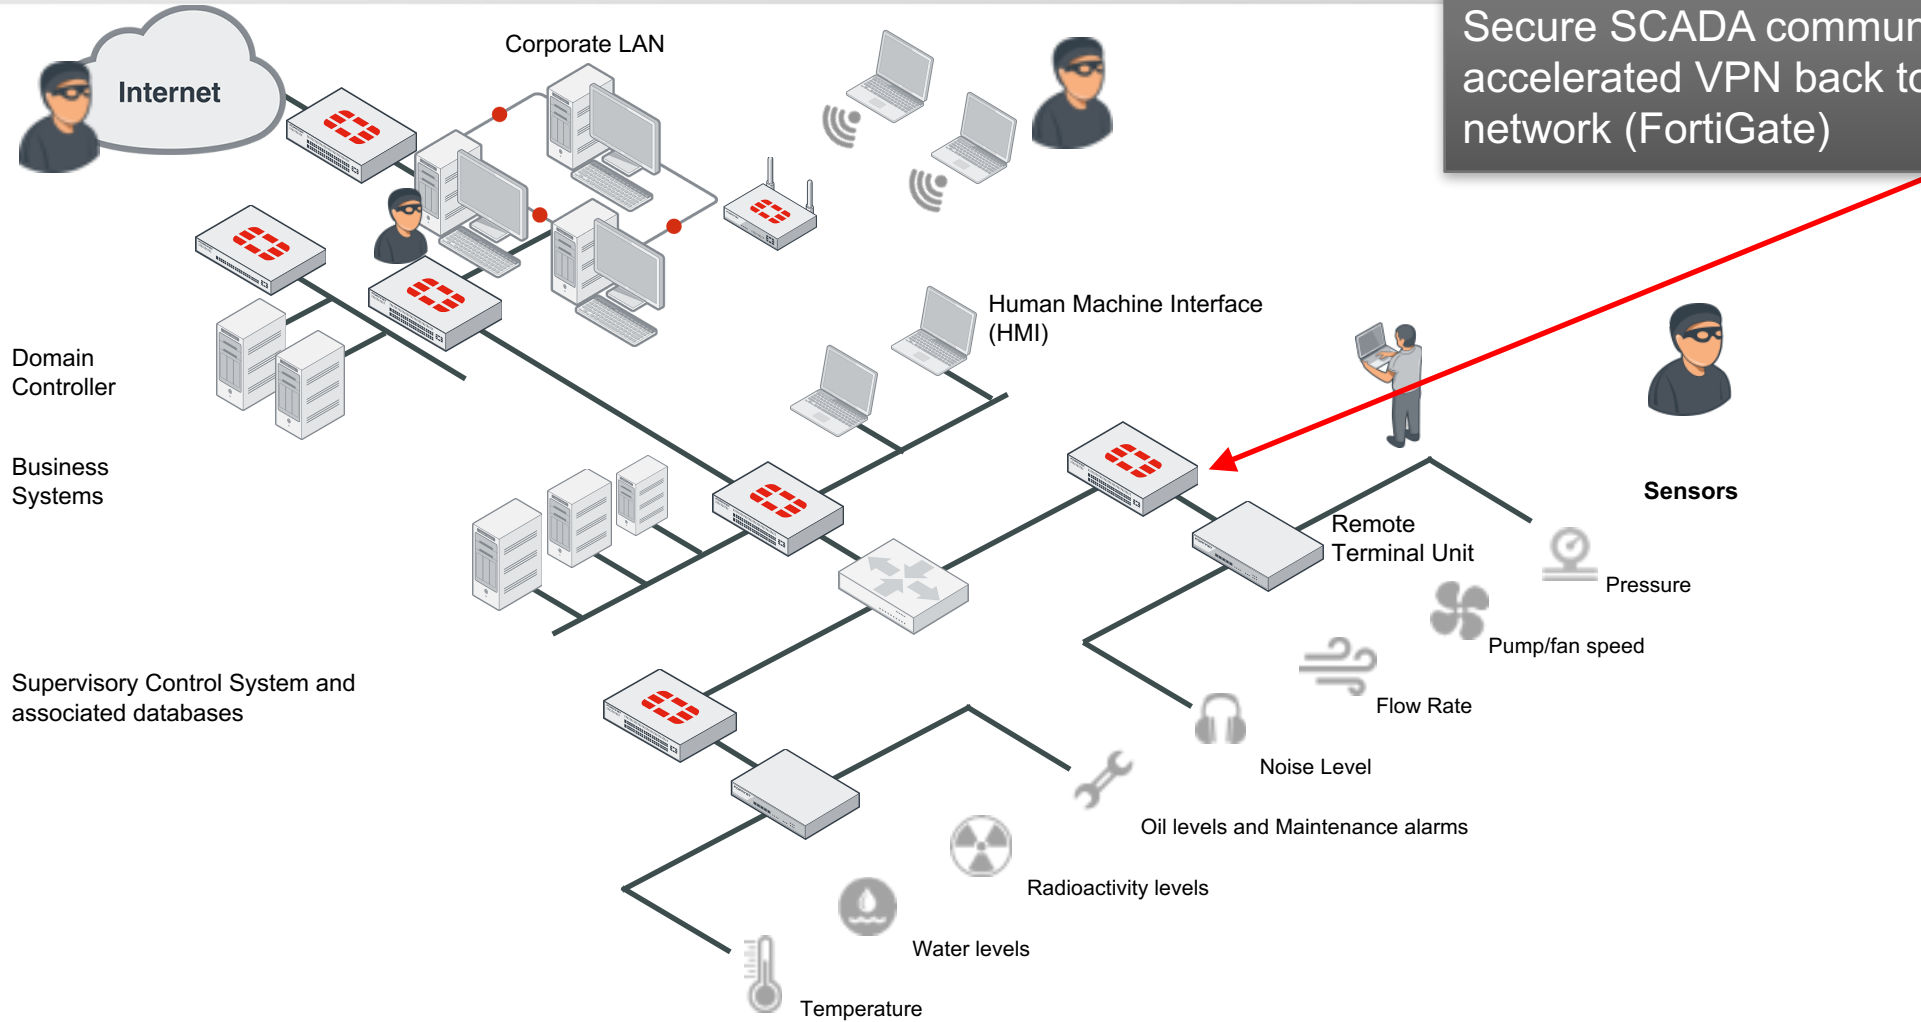 Secure SCADA
accelerated VPN back
network (FortiGate)
Corporate LAN
Internet
Human Machine Interface
(HMI)
Domain
Controller
Business
Systems
Sensors
Remote
Terminal Unit
Pressure
Pump/fan speed
Flow Rate
Noise Level
Supervisory Control System and
associated databases
Oil levels and Maintenance alarms
Radioactivity levels
Water levels
Temperature